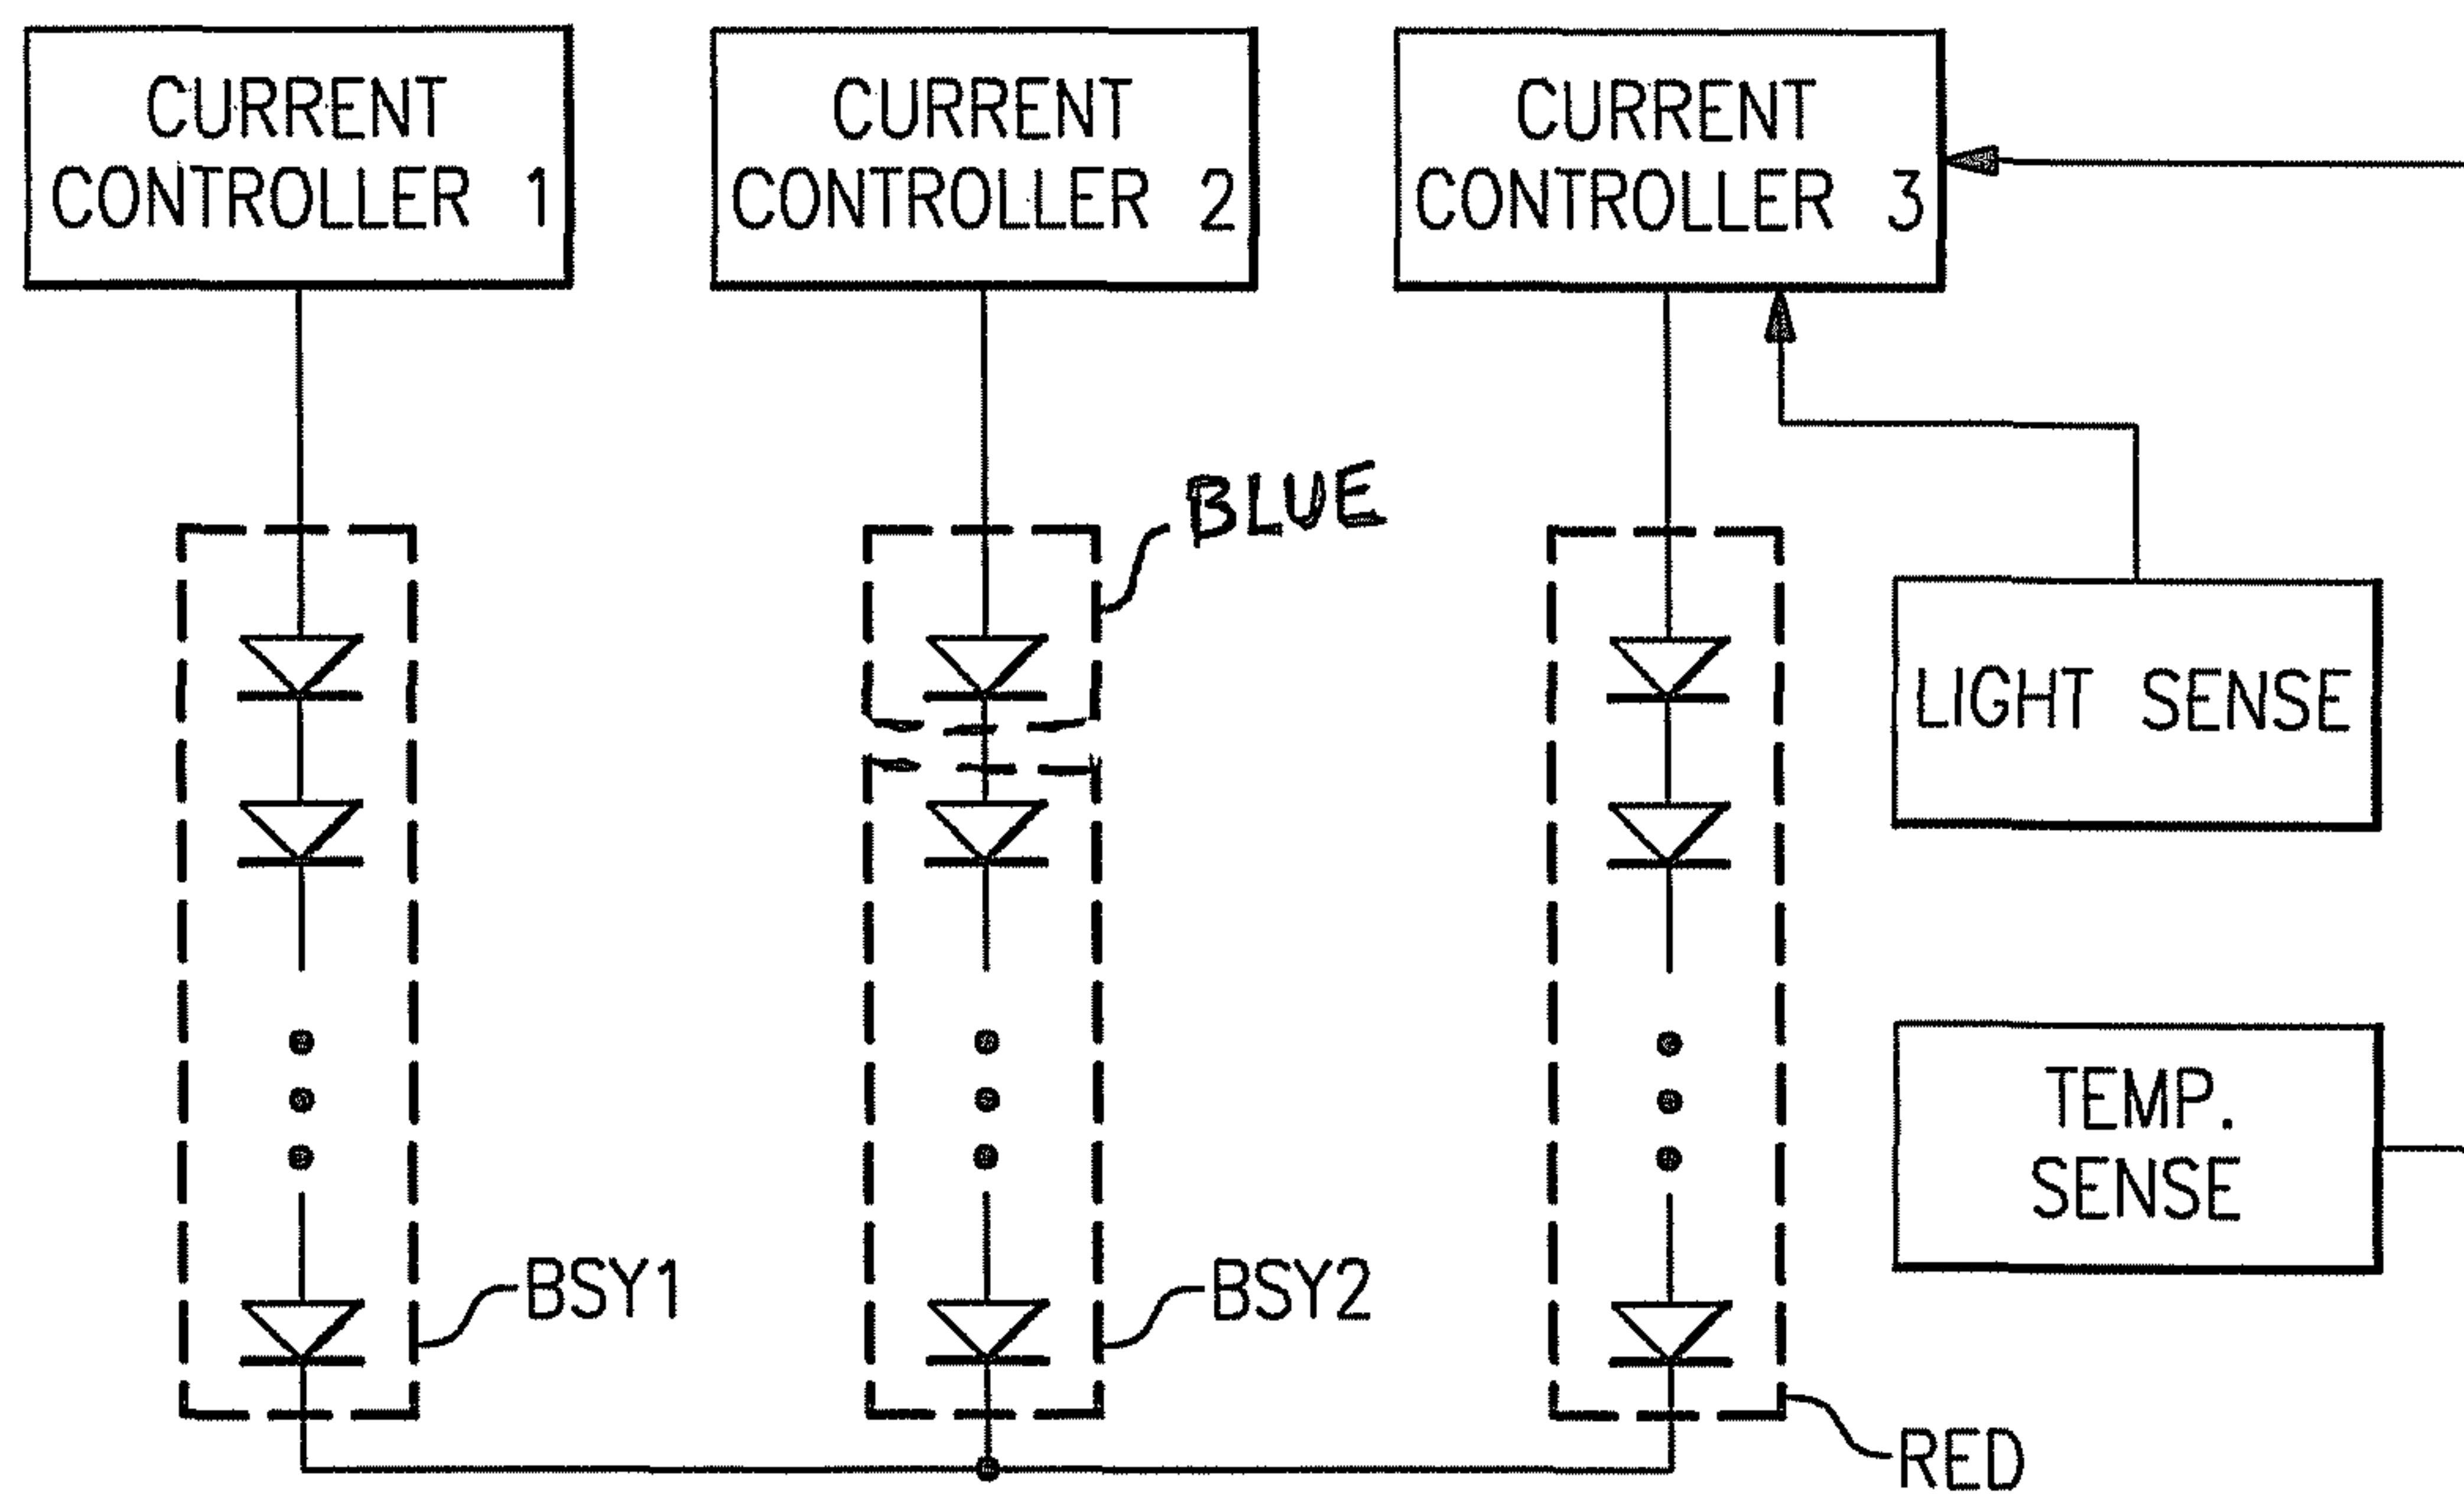 CURRENT
CONTROLLER 1
CURRENT
CONTROLLER 2
CURRENT
CONTROLLER 3
BLUE
LIGHT SENSE
TEMP.
SENSE
BSY1
BSY2
RED